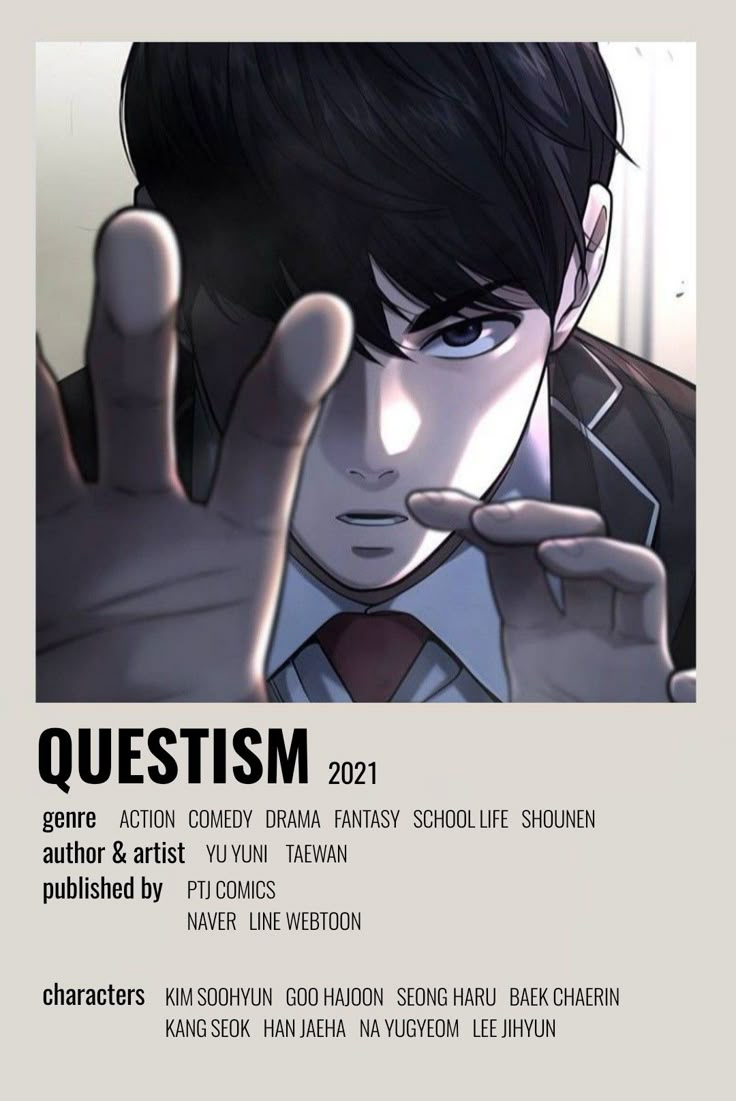 QUESTISM 2021
genre ACTION COMEDY DRAMA FANTASY SCHOOL LIFE SHOUNEN
author & artist YU YUNI TAEWAN
published by PTJ COMICS
NAVER LINE WEBTOON
characters KIM SOOHYUN GOO HAJOON SEONG HARU BAEK CHAERIN
KANG SEOK HAN JAEHA NA YUGYEOM LEE JIHYUN